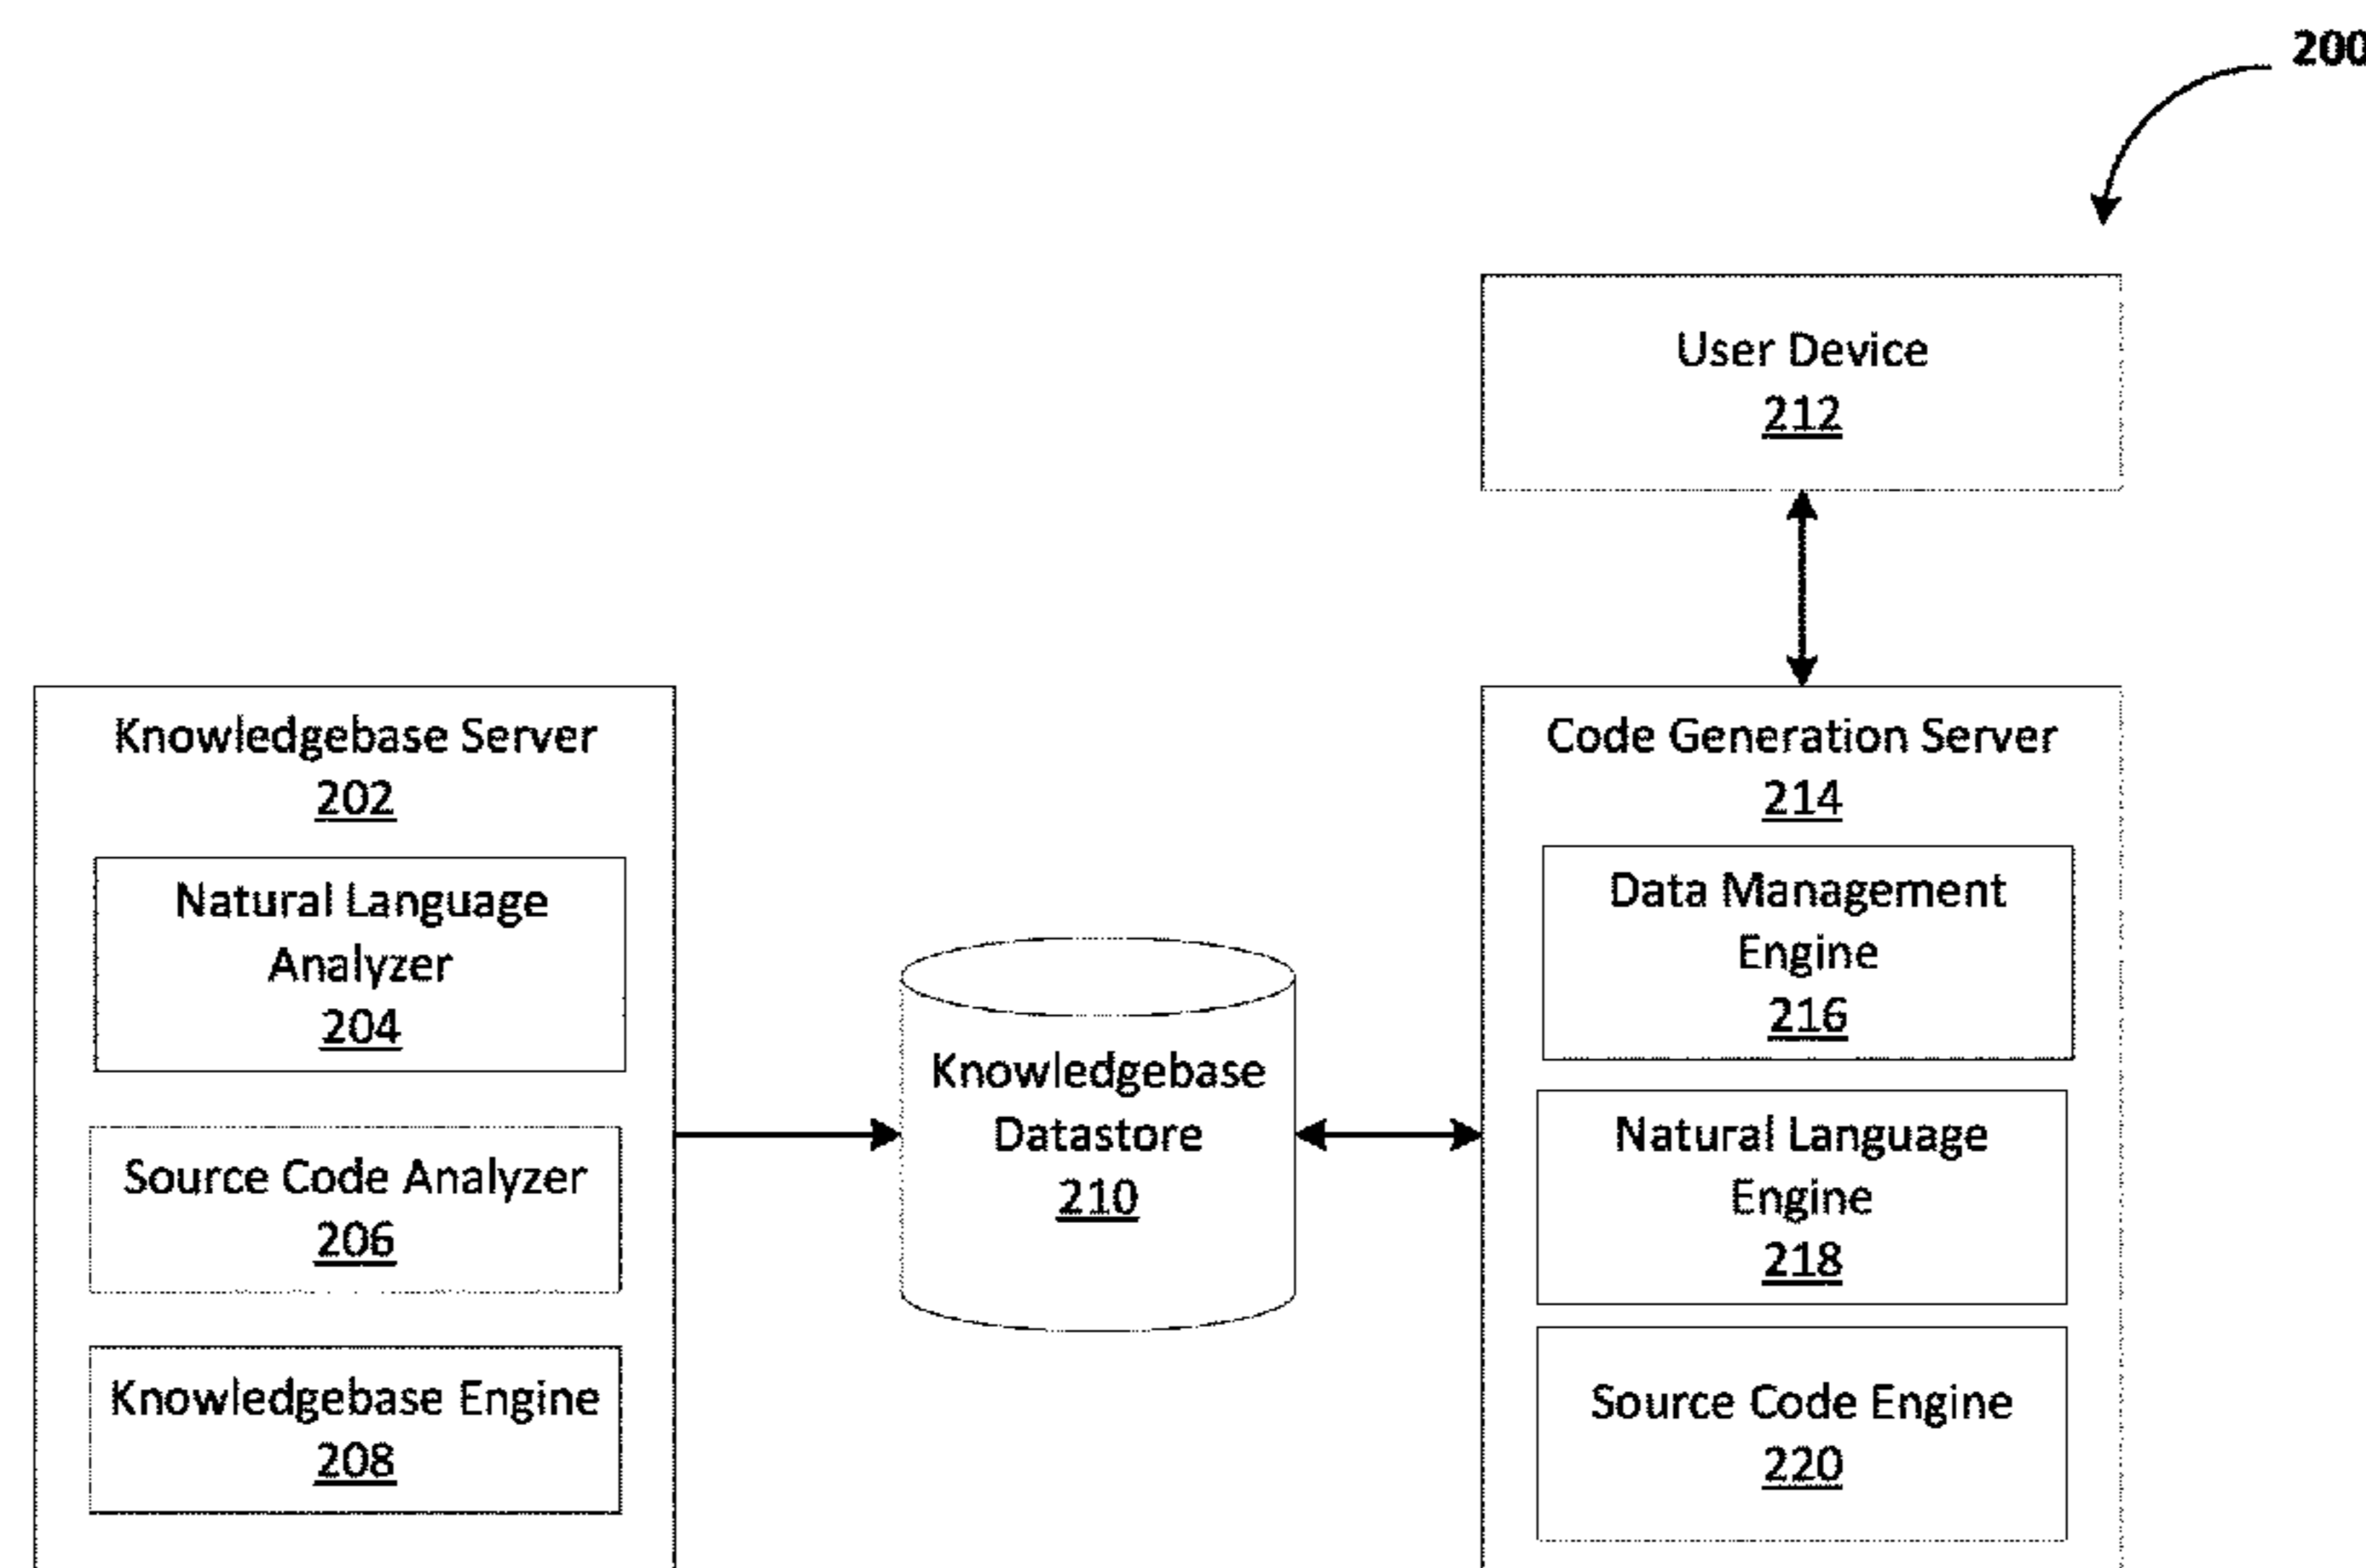 200
User Device
212
Knowledgebase Server
202
Natural Language
Analyzer
204
Source Code Analyzer
206
Knowledgebase Engine
208
Knowledgebase
Datastore
210
Code Generation Server
214
Data Management
Engine
216
Natural Language
Engine
218
Source Code Engine
220